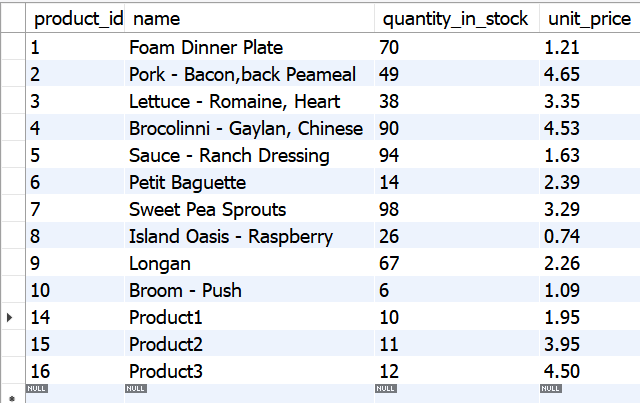 product_id name quantity_in_stock unit_price
1 Foam Dinner Plate 70 1.21
2 Pork - Bacon,back Peameal 49 4.65
3 Lettuce - Romaine, Heart 38 3.35
4 Brocolinni - Gaylan, Chinese 90 4.53
5 Sauce - Ranch Dressing 94 1.63
6 Petit Baguette 14 2.39
7 Sweet Pea Sprouts 98 3.29
8 Island Oasis - Raspberry 26 0.74
9 Longan 67 2.26
10 Broom - Push 6 1.09
14 Product1 10 1.95
15 Product2 11 3.95
16 Product3 12 4.50
NULL NULL NULL NULL